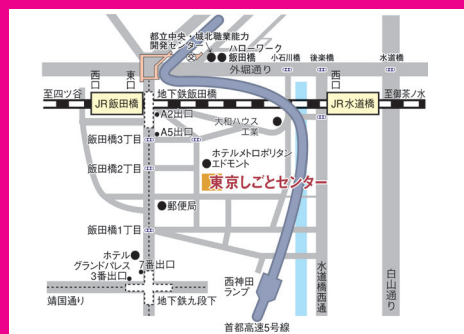 都立中央・城北職業能力
開発センター
ハローワーク
飯田橋
小石川橋
後楽橋
水道橋
外堀通り
西口
東口
西口
至四ツ谷
JR飯田橋
地下鉄飯田橋
JR水道橋
至御茶ノ水
A2出口
大和ハウス
工業
A5出口
飯田橋3丁目
ホテルメトロポリタン
エドモント
飯田橋2丁目
東京しごとセンター
郵便局
飯田橋1丁目
ホテル
グランドパレス
7番出口
3番出口
西神田
ランプ
水道橋西通
白山通り
靖国通り
地下鉄九段下
首都高速5号線